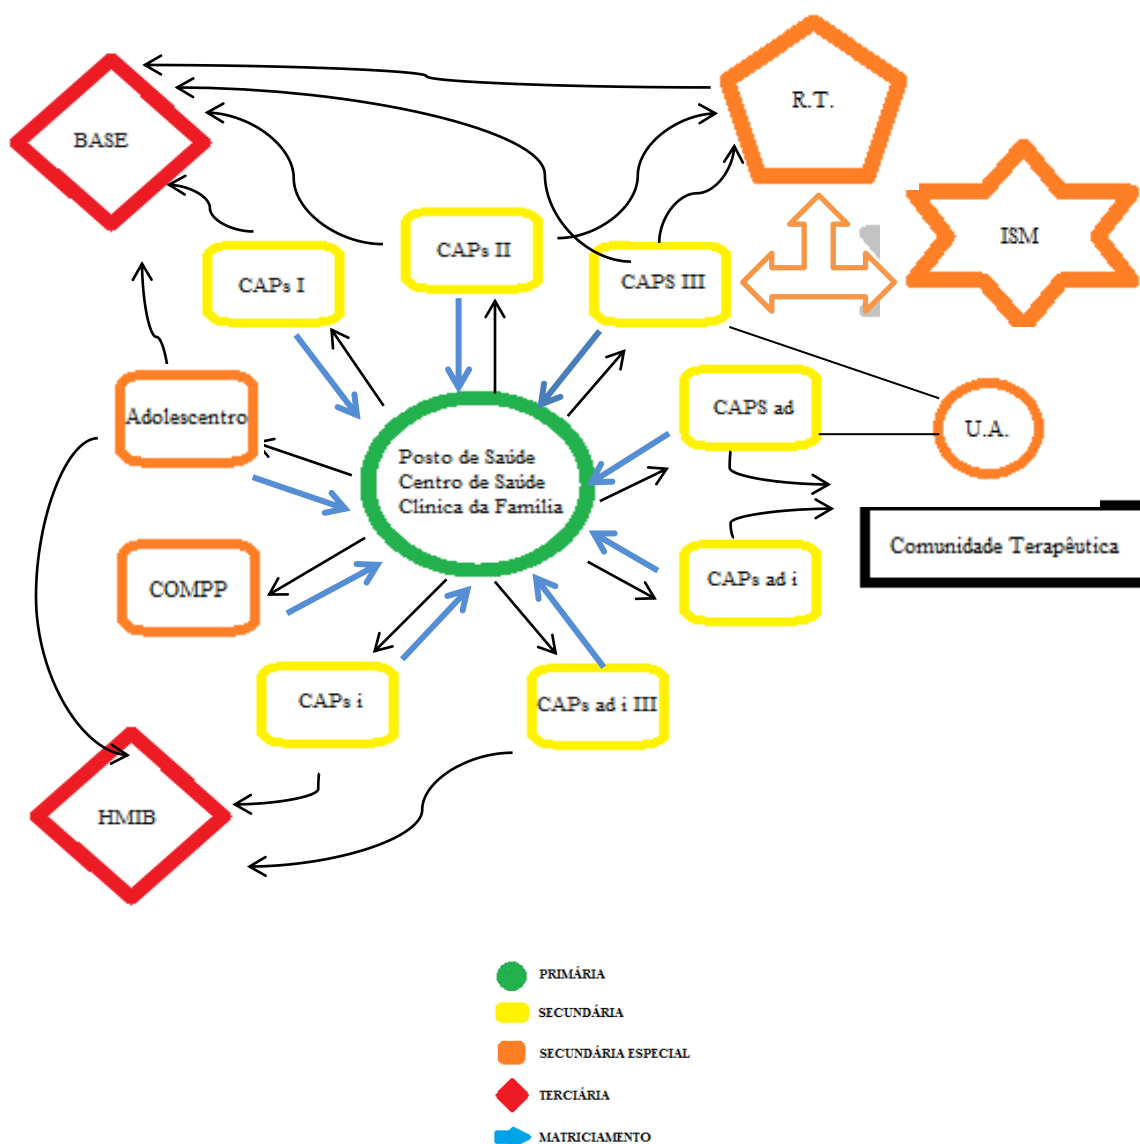 R.T.
BASE
ISM
CAPs II
CAPs I
CAPS III
CAPS ad
Adolescentro
U.A.
Posto de Saúde
Centro de Saúde
Clínica da Família
Comunidade Terapêutica
COMPP
CAPs ad i
CAPs i
CAPs ad i III
HMIB
PRIMÁRIA
SECUNDÁRIA
SECUNDÁRIA ESPECIAL
TERCIÁRIA
MATRICIAMENTO